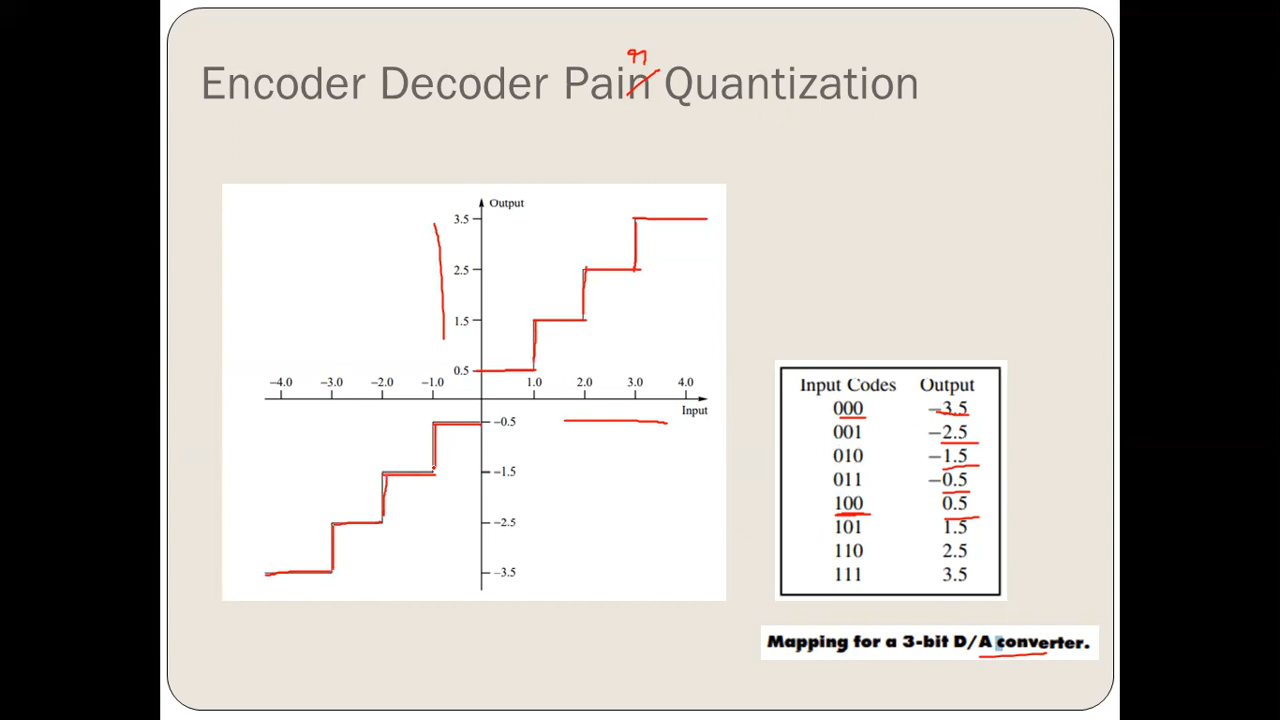 Encoder Decoder Pain Quantization
Output
3.5
2.5
1.5
0.5
−4.0 −3.0 −2.0 −1.0 1.0 2.0 3.0 4.0
Input
−0.5
−1.5
−2.5
−3.5
Input Codes Output
000 −3.5
001 −2.5
010 −1.5
011 −0.5
100 0.5
101 1.5
110 2.5
111 3.5
Mapping for a 3-bit D/A converter.